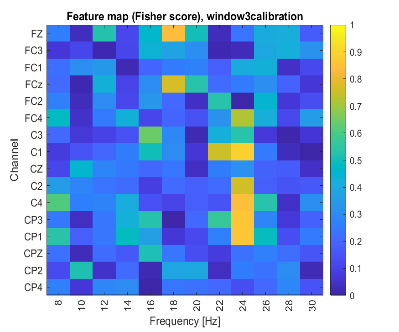 Feature map (Fisher score), window3calibration
Channel
FZ
FC3
FC1
FCz
FC2
FC4
C3
C1
CZ
C2
C4
CP3
CP1
CPZ
CP2
CP4
8 10 12 14 16 18 20 22 24 26 28 30
Frequency [Hz]
1
0.9
0.8
0.7
0.6
0.5
0.4
0.3
0.2
0.1
0